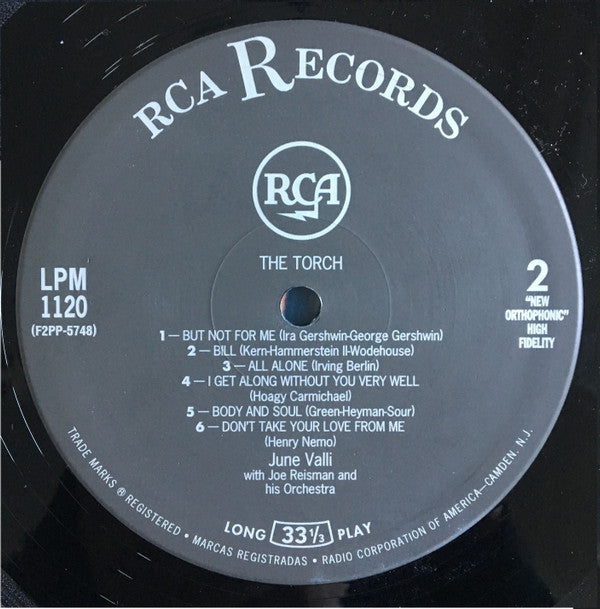 RCA RECORDS
RCA
THE TORCH
LPM
1120
(F2PP-5748)
2
"NEW
ORTHOPHONIC"
HIGH
FIDELITY
1 — BUT NOT FOR ME (Ira Gershwin-George Gershwin)
2 — BILL (Kern-Hammerstein II-Wodehouse)
3 — ALL ALONE (Irving Berlin)
4 — I GET ALONG WITHOUT YOU VERY WELL
(Hoagy Carmichael)
5 — BODY AND SOUL (Green-Heyman-Sour)
6 — DON'T TAKE YOUR LOVE FROM ME
(Henry Nemo)
June Valli
with Joe Reisman and
his Orchestra
LONG 33 1/3 PLAY
TRADE MARKS ® REGISTERED • MARCAS REGISTRADAS • RADIO CORPORATION OF AMERICA—CAMDEN, N.J.